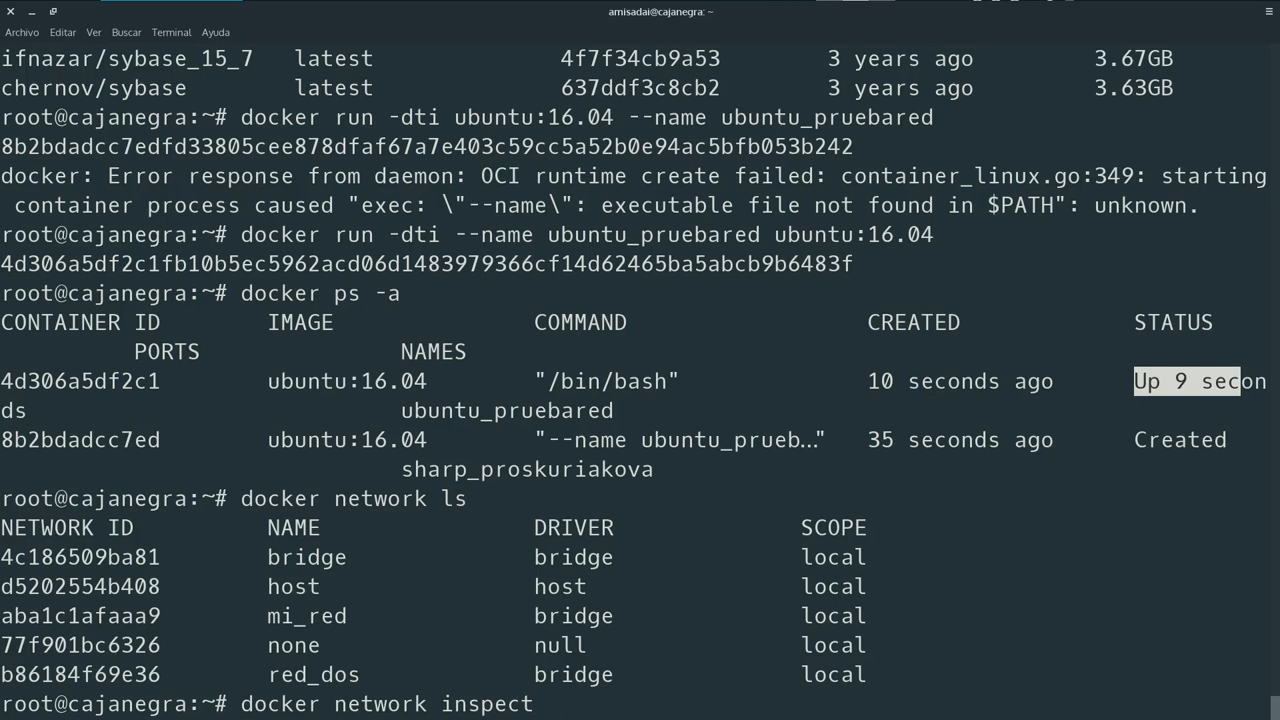 amisadai@cajanegra: ~
Archivo Editar Ver Buscar Terminal Ayuda
ifnazar/sybase_15_7 latest 4f7f34cb9a53 3 years ago 3.67GB
chernov/sybase latest 637ddf3c8cb2 3 years ago 3.63GB
root@cajanegra:~# docker run -dti ubuntu:16.04 --name ubuntu_pruebared
8b2bdadcc7edfd33805cee878dfaf67a7e403c59cc5a52b0e94ac5bfb053b242
docker: Error response from daemon: OCI runtime create failed: container_linux.go:349: starting
container process caused "exec: \"--name\": executable file not found in $PATH": unknown.
root@cajanegra:~# docker run -dti --name ubuntu_pruebared ubuntu:16.04
4d306a5df2c1fb10b5ec5962acd06d1483979366cf14d62465ba5abcb9b6483f
root@cajanegra:~# docker ps -a
CONTAINER ID IMAGE COMMAND CREATED STATUS
PORTS NAMES
4d306a5df2c1 ubuntu:16.04 "/bin/bash" 10 seconds ago Up 9 secon
ds ubuntu_pruebared
8b2bdadcc7ed ubuntu:16.04 "--name ubuntu_prueb…" 35 seconds ago Created
sharp_proskuriakova
root@cajanegra:~# docker network ls
NETWORK ID NAME DRIVER SCOPE
4c186509ba81 bridge bridge local
d5202554b408 host host local
aba1c1afaaa9 mi_red bridge local
77f901bc6326 none null local
b86184f69e36 red_dos bridge local
root@cajanegra:~# docker network inspect